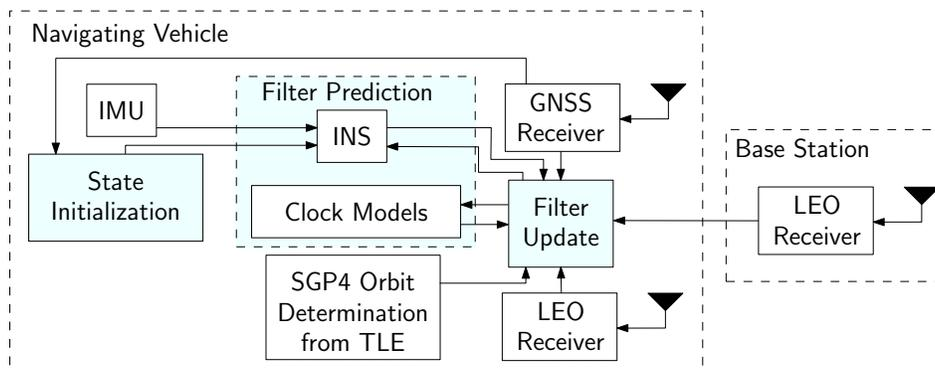 Navigating Vehicle
Filter Prediction
IMU
INS
GNSS
Receiver
State
Initialization
Clock Models
Filter
Update
SGP4 Orbit
Determination
from TLE
LEO
Receiver
Base Station
LEO
Receiver